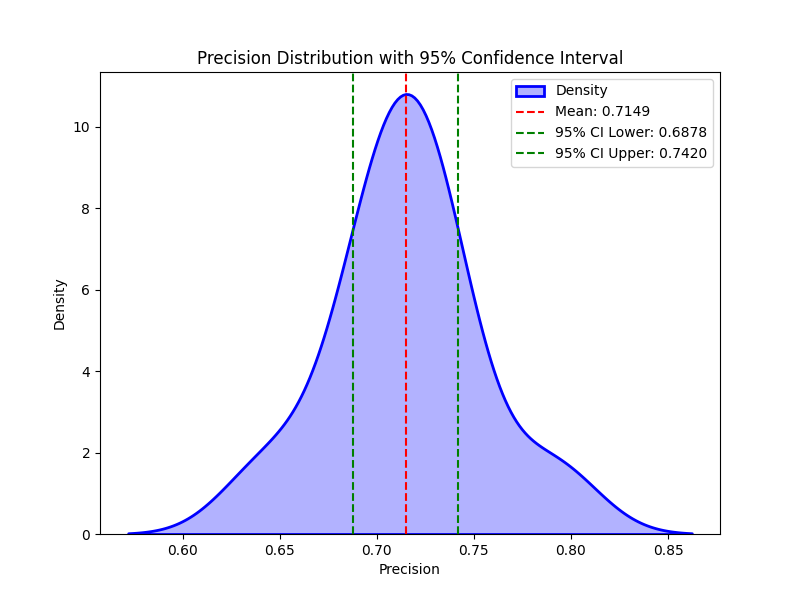 Precision Distribution with 95% Confidence Interval
Density
Mean: 0.7149
95% CI Lower: 0.6878
95% CI Upper: 0.7420
10
8
6
4
2
0
Density
0.60 0.65 0.70 0.75 0.80 0.85
Precision